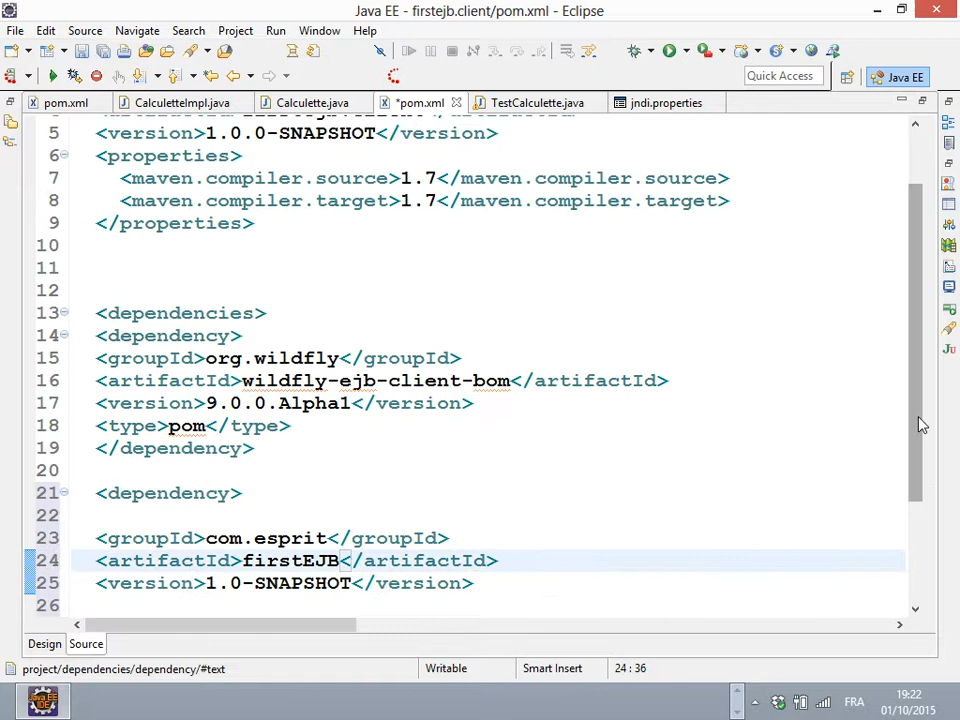 Java EE - firstejb.client/pom.xml - Eclipse
File Edit Source Navigate Search Project Run Window Help
Quick Access
Java EE
pom.xml CalculetteImpl.java Calculette.java *pom.xml TestCalculette.java jndi.properties
5 <version>1.0.0-SNAPSHOT</version>
6 <properties>
7 <maven.compiler.source>1.7</maven.compiler.source>
8 <maven.compiler.target>1.7</maven.compiler.target>
9 </properties>
10
11
12
13 <dependencies>
14 <dependency>
15 <groupId>org.wildfly</groupId>
16 <artifactId>wildfly-ejb-client-bom</artifactId>
17 <version>9.0.0.Alpha1</version>
18 <type>pom</type>
19 </dependency>
20
21 <dependency>
22
23 <groupId>com.esprit</groupId>
24 <artifactId>firstEJB</artifactId>
25 <version>1.0-SNAPSHOT</version>
26
Design Source
project/dependencies/dependency/#text Writable Smart Insert 24 : 36
Java EE
IDE
FRA
19:22
01/10/2015